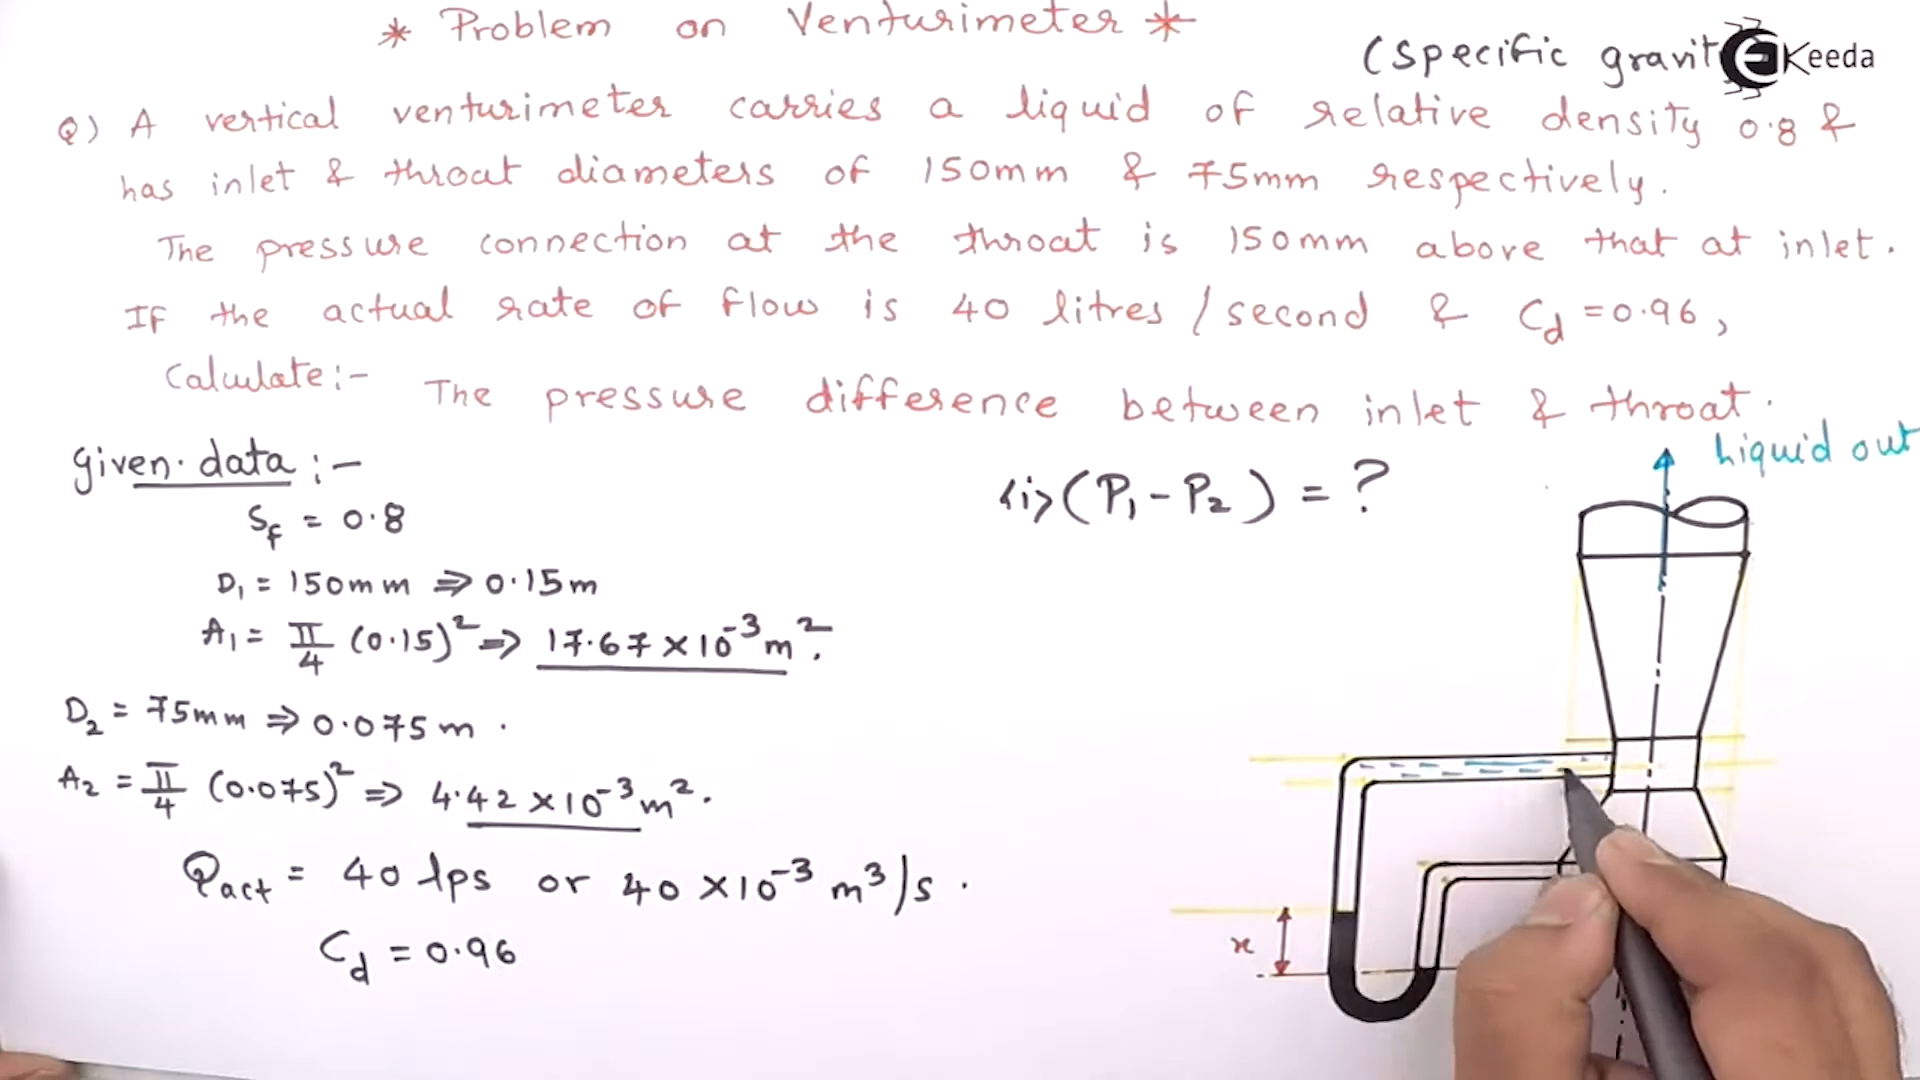 * Problem on Venturimeter *
(specific gravit
Keeda
Q) A vertical venturimeter carries a liquid of relative density 0.8 &
has inlet & throat diameters of 150mm & 75mm respectively.
The pressure connection at the throat is 150mm above that at inlet.
If the actual rate of flow is 40 litres / second & Cd = 0.96,
Calculate:- The pressure difference between inlet & throat.
Given data :-
Sf = 0.8
D1 = 150mm ⇒ 0.15m
A1 = π/4 (0.15)² ⇒ 17.67 × 10⁻³ m².
D2 = 75mm ⇒ 0.075m.
A2 = π/4 (0.075)² ⇒ 4.42 × 10⁻³ m².
Qact = 40 lps or 40 × 10⁻³ m³/s.
Cd = 0.96
<i> (P1 - P2) = ?
Liquid out
x